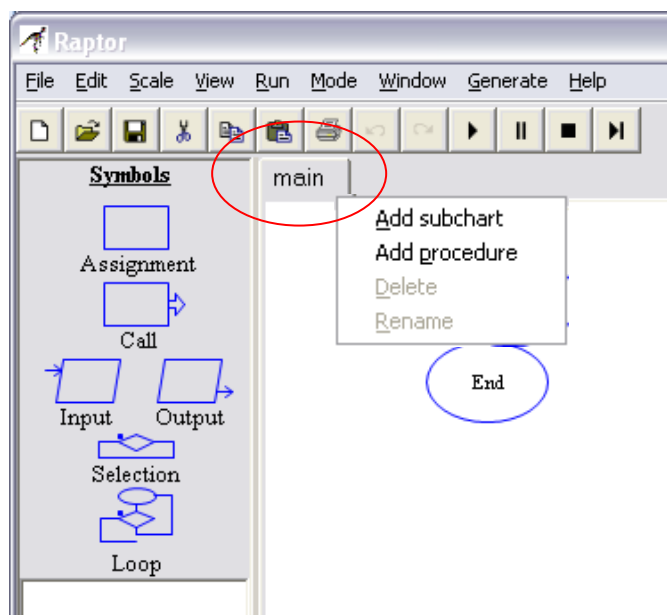 Raptor
File Edit Scale View Run Mode Window Generate Help
Symbols
Assignment
Call
Input Output
Selection
Loop
main
Add subchart
Add procedure
Delete
Rename
End